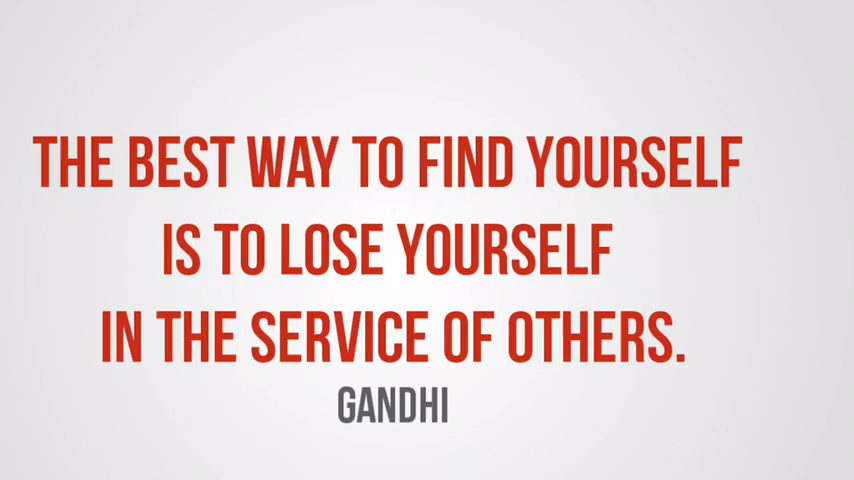 THE BEST WAY TO FIND YOURSELF
IS TO LOSE YOURSELF
IN THE SERVICE OF OTHERS.
GANDHI